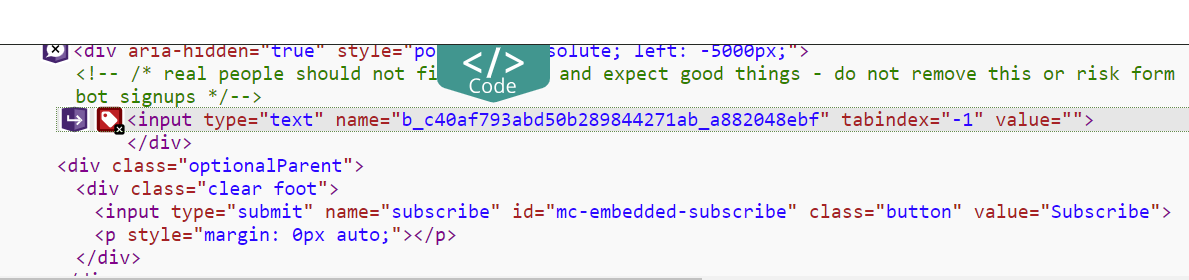 <div aria-hidden="true" style="po solute; left: -5000px;">
</>
Code
<!-- /* real people should not fi and expect good things - do not remove this or risk form
bot signups */-->
<input type="text" name="b_c40af793abd50b289844271ab_a882048ebf" tabindex="-1" value="">
</div>
<div class="optionalParent">
<div class="clear foot">
<input type="submit" name="subscribe" id="mc-embedded-subscribe" class="button" value="Subscribe">
<p style="margin: 0px auto;"></p>
</div>